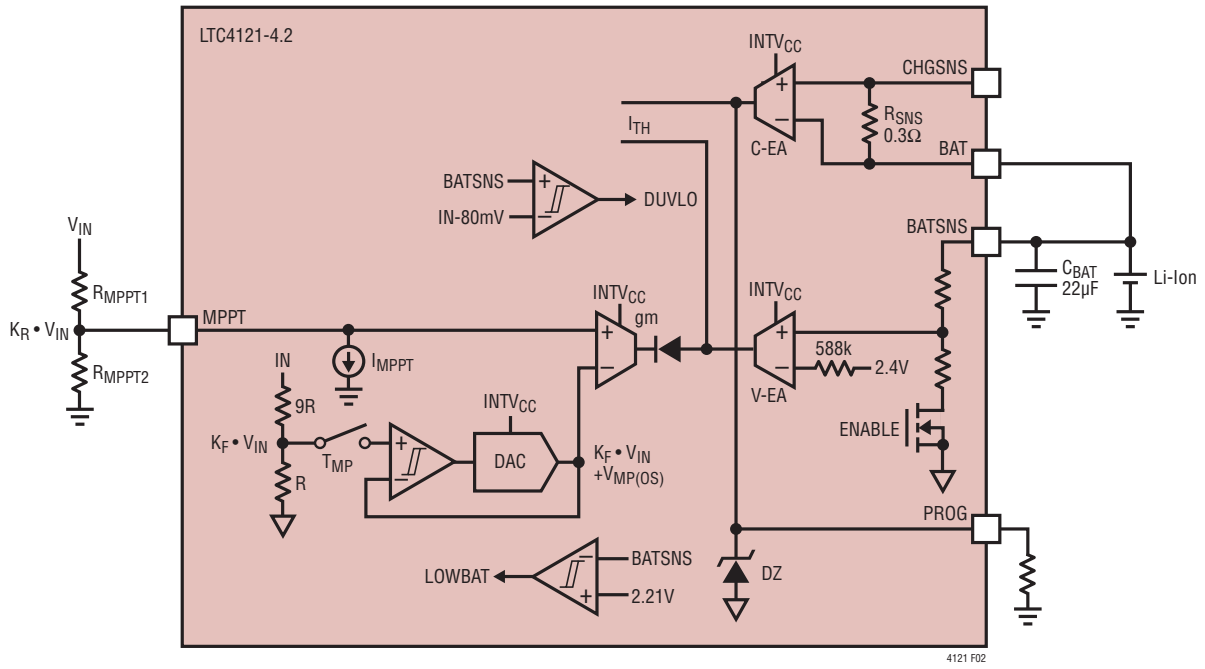 LTC4121-4.2
INTVCC
CHGSNS
RSNS
0.3Ω
C-EA
BAT
ITH
BATSNS
IN-80mV
DUVLO
BATSNS
VIN
RMPPT1
KR • VIN
RMPPT2
MPPT
IMPPT
INTVCC
gm
INTVCC
V-EA
588k
2.4V
CBAT
22µF
Li-Ion
ENABLE
IN
9R
KF • VIN
R
TMP
INTVCC
DAC
KF • VIN
+VMP(OS)
PROG
LOWBAT
BATSNS
2.21V
DZ
4121 F02